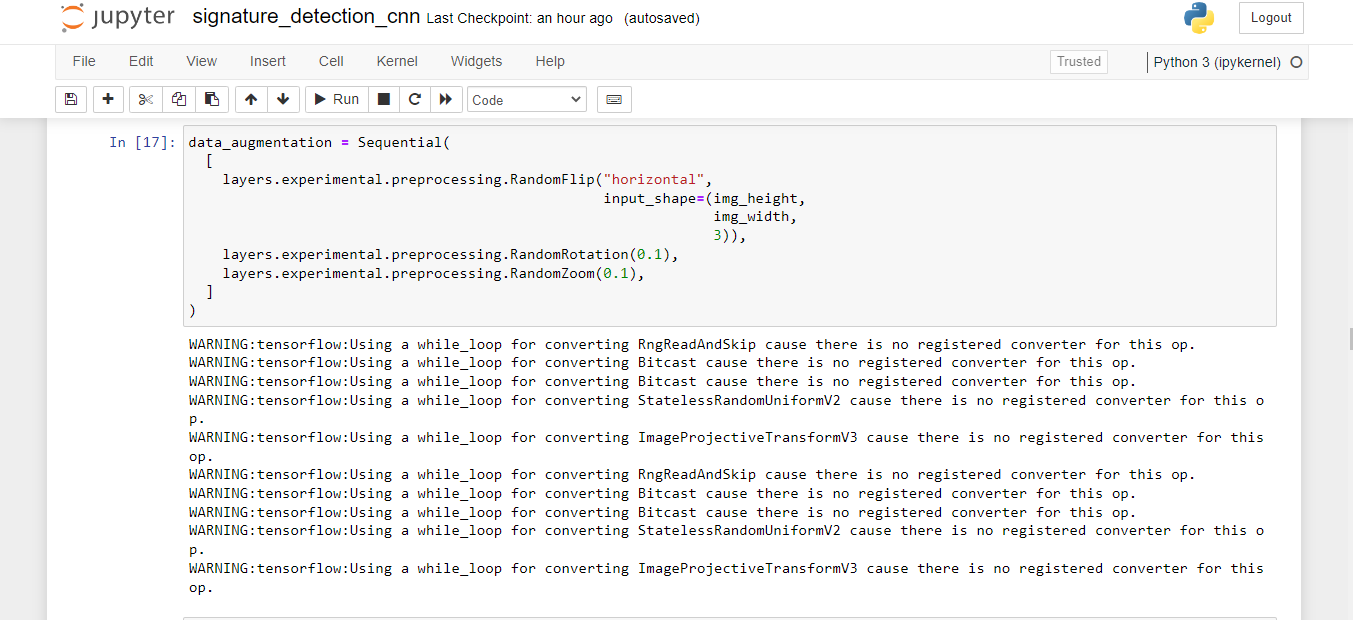 jupyter signature_detection_cnn Last Checkpoint: an hour ago (autosaved)
Logout
File Edit View Insert Cell Kernel Widgets Help
Trusted
Python 3 (ipykernel)
Run
Code
In [17]:
data_augmentation = Sequential(
  [
    layers.experimental.preprocessing.RandomFlip("horizontal",
                                                 input_shape=(img_height,
                                                              img_width,
                                                              3)),
    layers.experimental.preprocessing.RandomRotation(0.1),
    layers.experimental.preprocessing.RandomZoom(0.1),
  ]
)
WARNING:tensorflow:Using a while_loop for converting RngReadAndSkip cause there is no registered converter for this op.
WARNING:tensorflow:Using a while_loop for converting Bitcast cause there is no registered converter for this op.
WARNING:tensorflow:Using a while_loop for converting Bitcast cause there is no registered converter for this op.
WARNING:tensorflow:Using a while_loop for converting StatelessRandomUniformV2 cause there is no registered converter for this o
p.
WARNING:tensorflow:Using a while_loop for converting ImageProjectiveTransformV3 cause there is no registered converter for this
op.
WARNING:tensorflow:Using a while_loop for converting RngReadAndSkip cause there is no registered converter for this op.
WARNING:tensorflow:Using a while_loop for converting Bitcast cause there is no registered converter for this op.
WARNING:tensorflow:Using a while_loop for converting Bitcast cause there is no registered converter for this op.
WARNING:tensorflow:Using a while_loop for converting StatelessRandomUniformV2 cause there is no registered converter for this o
p.
WARNING:tensorflow:Using a while_loop for converting ImageProjectiveTransformV3 cause there is no registered converter for this
op.